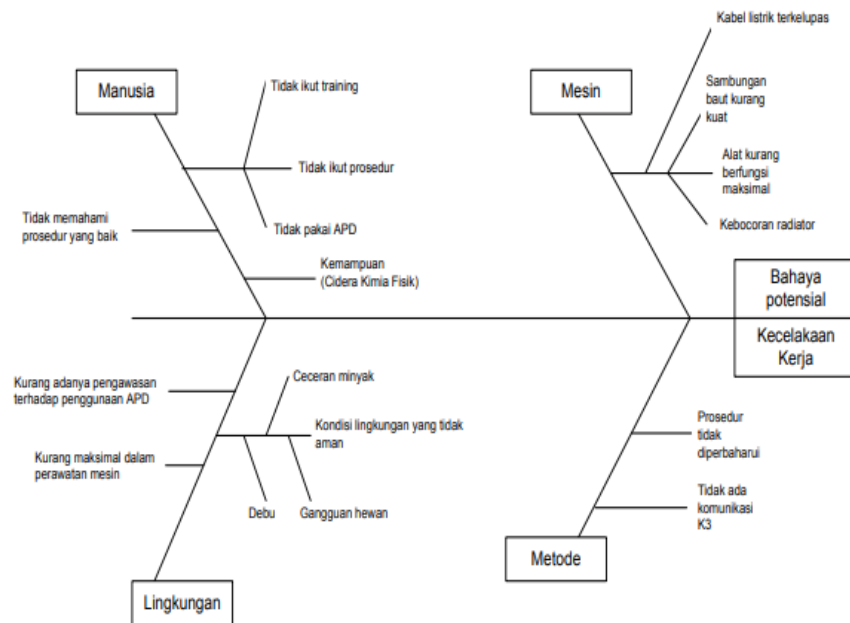 Kabel listrik terkelupas
Manusia
Tidak ikut training
Mesin
Sambungan
baut kurang
kuat
Tidak ikut prosedur
Alat kurang
berfungsi
maksimal
Tidak memahami
prosedur yang baik
Tidak pakai APD
Kebocoran radiator
Kemampuan
(Cidera Kimia Fisik)
Bahaya
potensial
Kecelakaan
Kerja
Kurang adanya pengawasan
terhadap penggunaan APD
Ceceran minyak
Kondisi lingkungan yang tidak
aman
Kurang maksimal dalam
perawatan mesin
Debu
Gangguan hewan
Prosedur
tidak
diperbaharui
Tidak ada
komunikasi
K3
Metode
Lingkungan